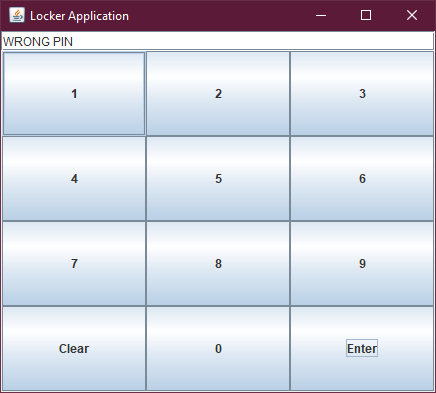 Locker Application
WRONG PIN
1 2 3
4 5 6
7 8 9
Clear 0 Enter